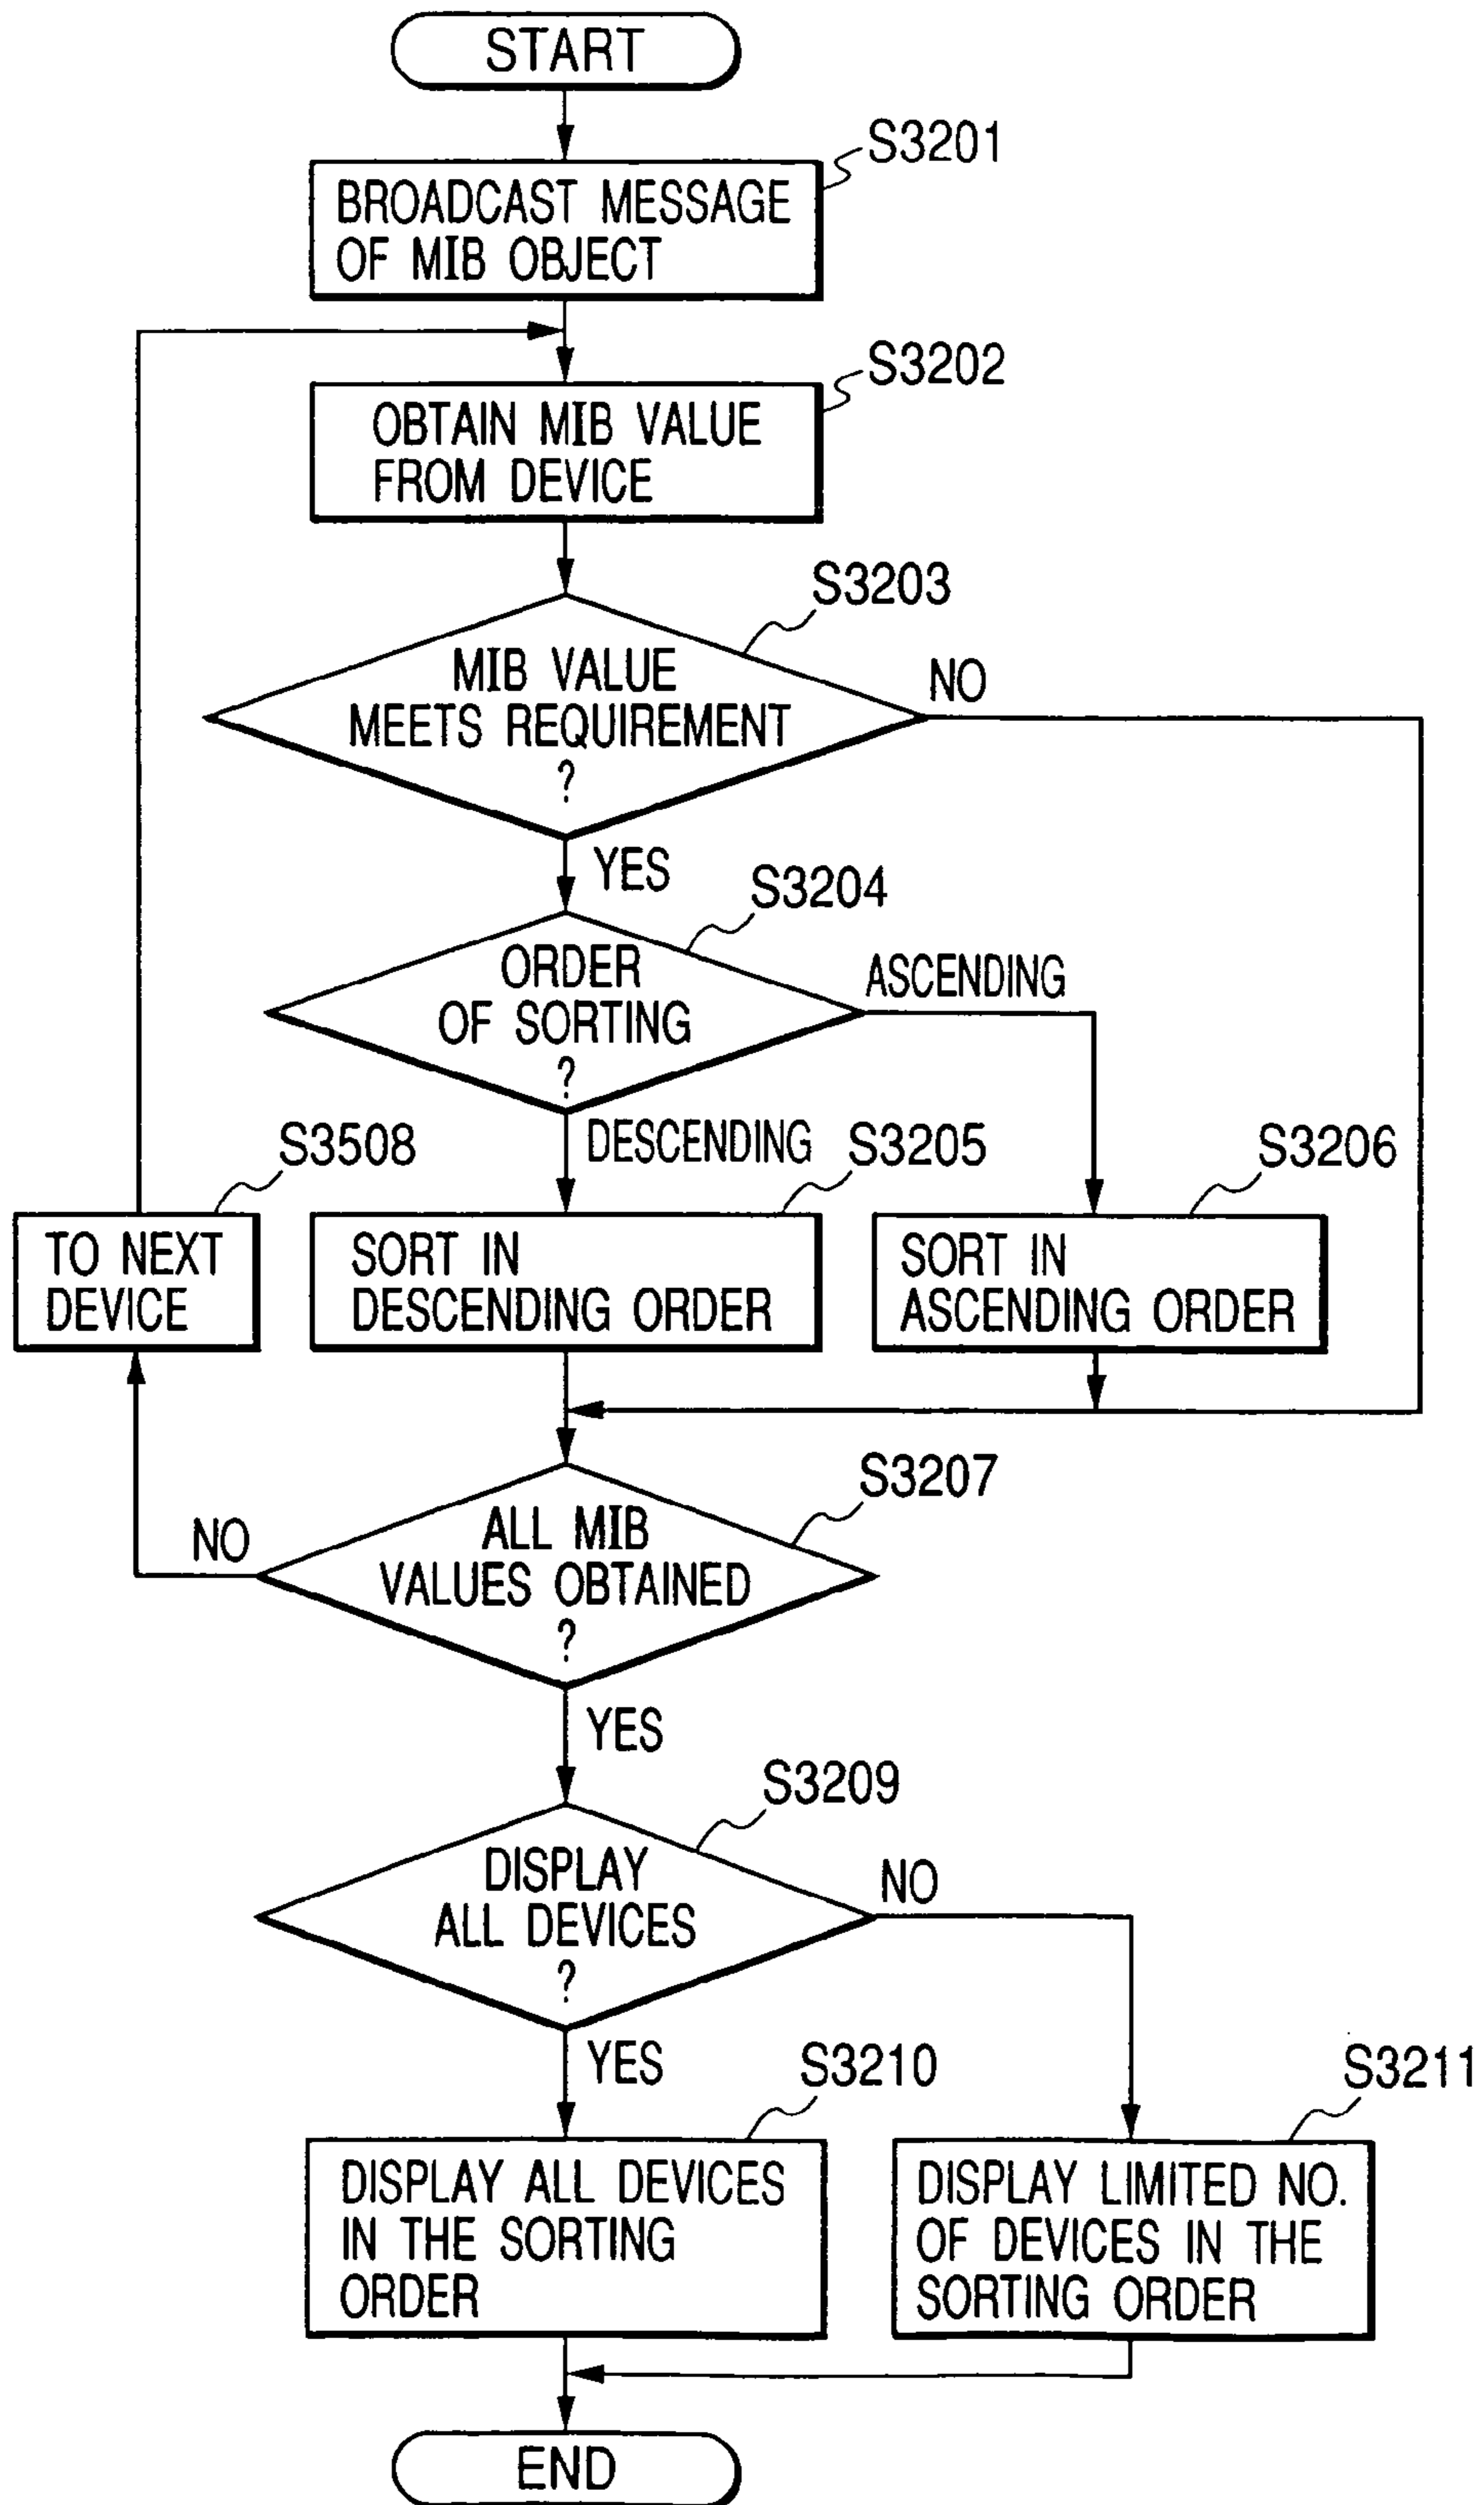 START
S3201
BROADCAST MESSAGE
OF MIB OBJECT
S3202
OBTAIN MIB VALUE
FROM DEVICE
S3203
MIB VALUE
MEETS REQUIREMENT
?
NO
YES
S3204
ORDER
OF SORTING
?
ASCENDING
DESCENDING
S3508
S3205
S3206
TO NEXT
DEVICE
SORT IN
DESCENDING ORDER
SORT IN
ASCENDING ORDER
S3207
ALL MIB
VALUES OBTAINED
?
NO
YES
S3209
DISPLAY
ALL DEVICES
?
NO
YES
S3210
S3211
DISPLAY ALL DEVICES
IN THE SORTING
ORDER
DISPLAY LIMITED NO.
OF DEVICES IN THE
SORTING ORDER
END